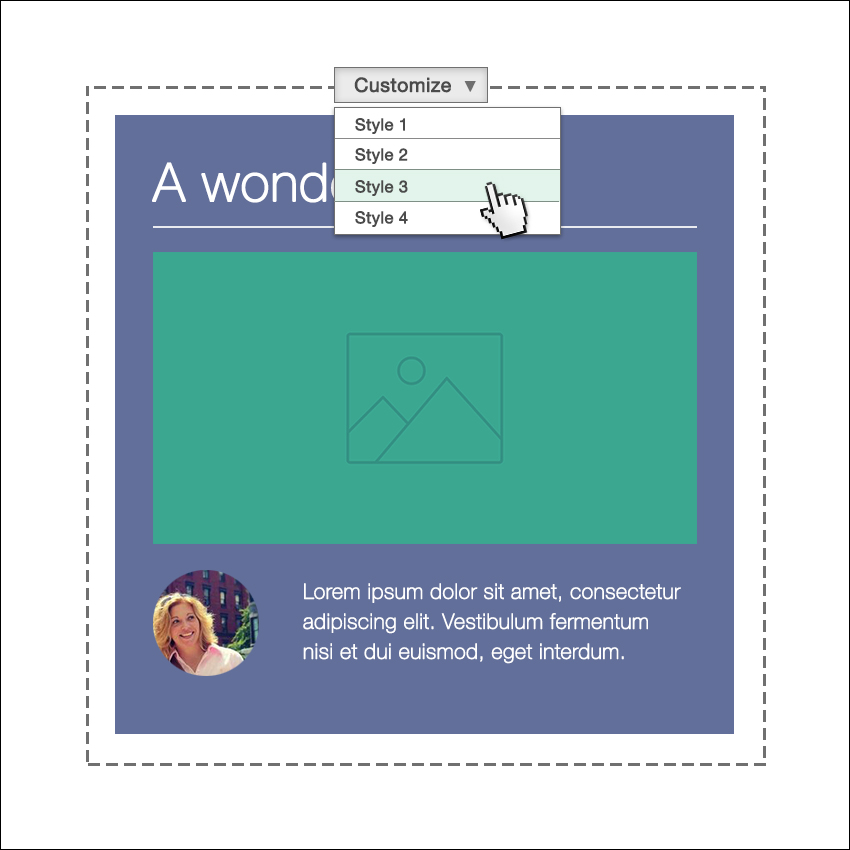 Customize ▼
Style 1
Style 2
Style 3
Style 4
A
Lorem ipsum dolor sit amet, consectetur
adipiscing elit. Vestibulum fermentum
nisi et dui euismod, eget interdum.